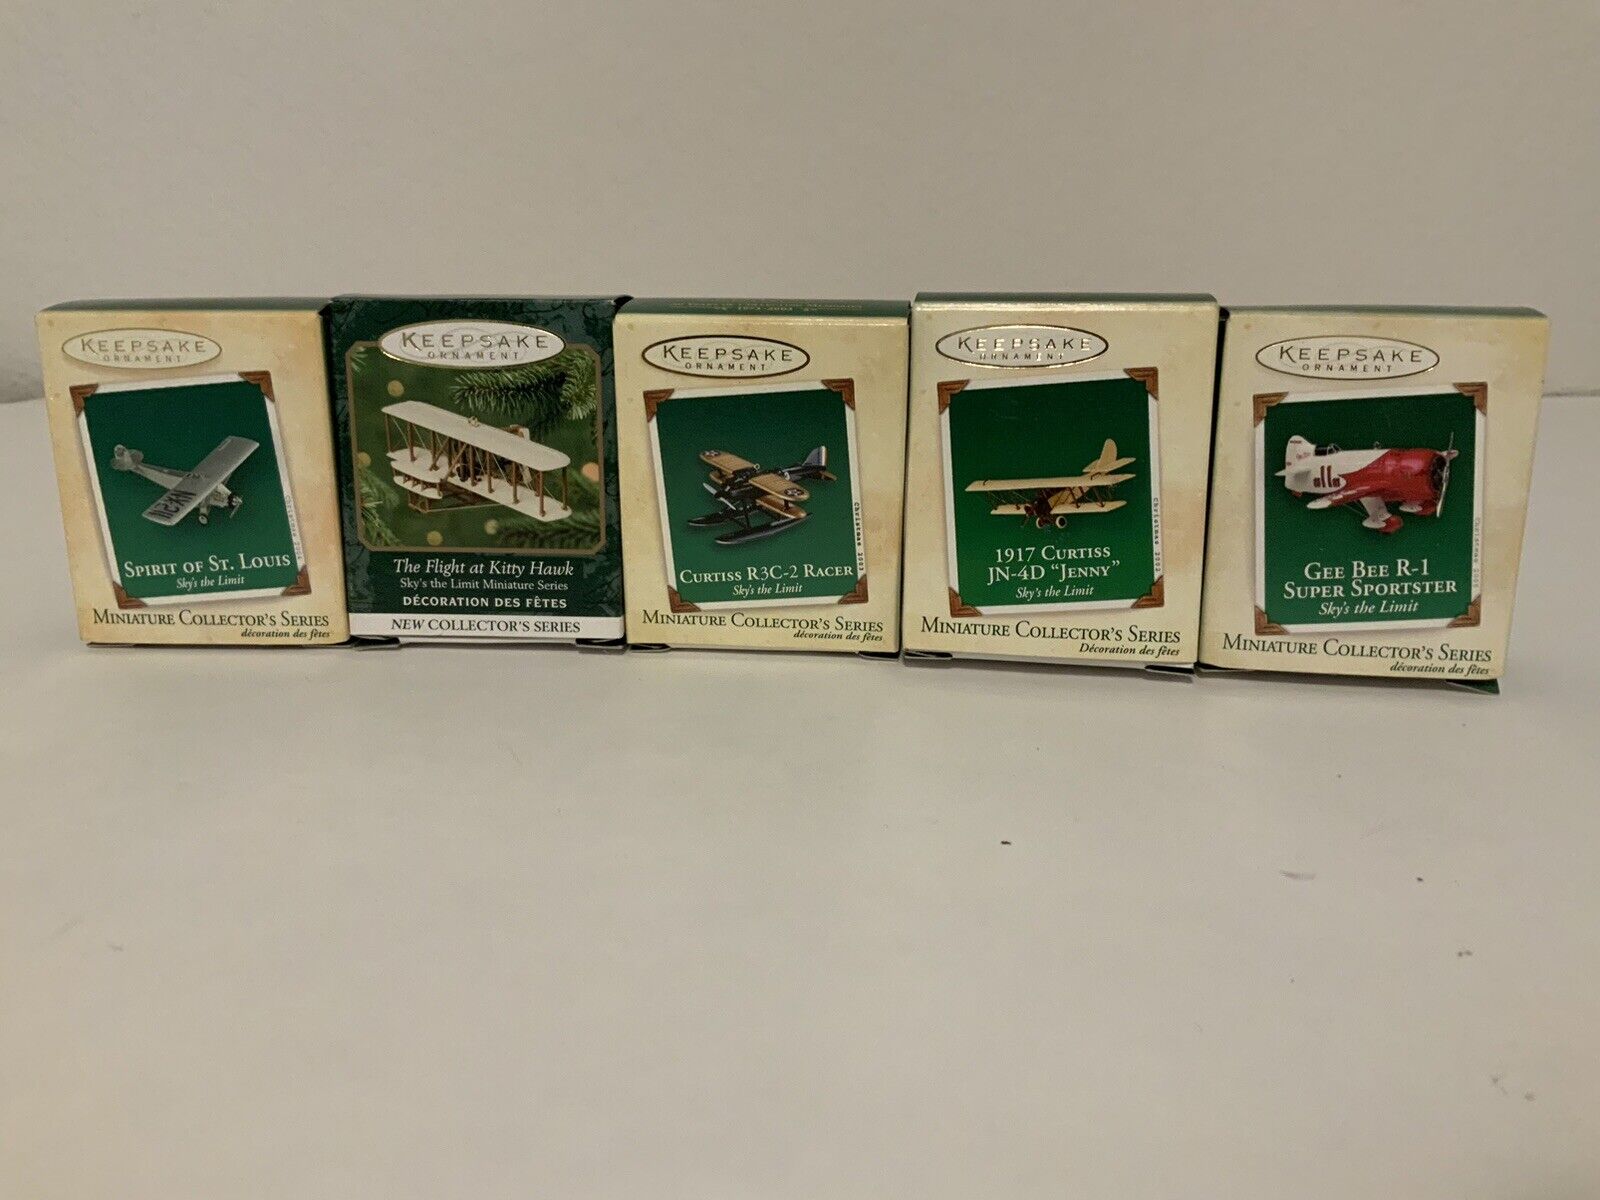 KEEPSAKE
ORNAMENT
SPIRIT OF ST. LOUIS
Sky's the Limit
MINIATURE COLLECTOR'S SERIES
décoration des fêtes
KEEPSAKE
ORNAMENT
The Flight at Kitty Hawk
Sky's the Limit Miniature Series
DÉCORATION DES FÊTES
NEW COLLECTOR'S SERIES
KEEPSAKE
ORNAMENT
Christmas 2003
CURTISS R3C-2 RACER
Sky's the Limit
MINIATURE COLLECTOR'S SERIES
décoration des fêtes
KEEPSAKE
ORNAMENT
Christmas 2002
1917 CURTISS
JN-4D "JENNY"
Sky's the Limit
MINIATURE COLLECTOR'S SERIES
Décoration des fêtes
KEEPSAKE
ORNAMENT
GEE BEE R-1
SUPER SPORTSTER
Sky's the Limit
MINIATURE COLLECTOR'S SERIES
décoration des fêtes